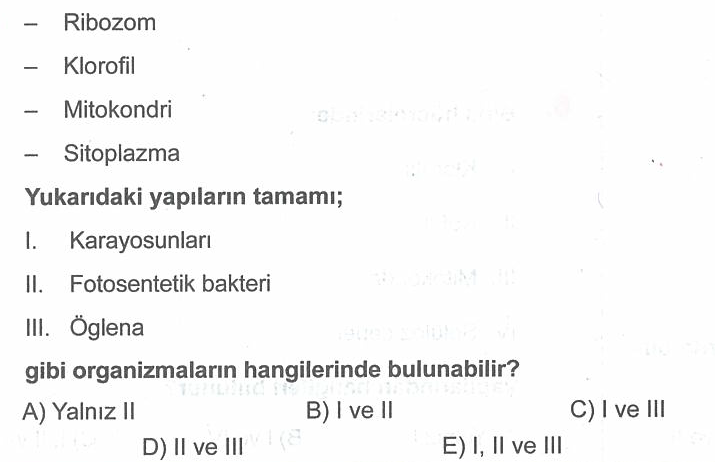 – Ribozom
– Klorofil
– Mitokondri
– Sitoplazma
Yukarıdaki yapıların tamamı;
I. Karayosunları
II. Fotosentetik bakteri
III. Öglena
gibi organizmaların hangilerinde bulunabilir?
A) Yalnız II B) I ve II C) I ve III
D) II ve III E) I, II ve III